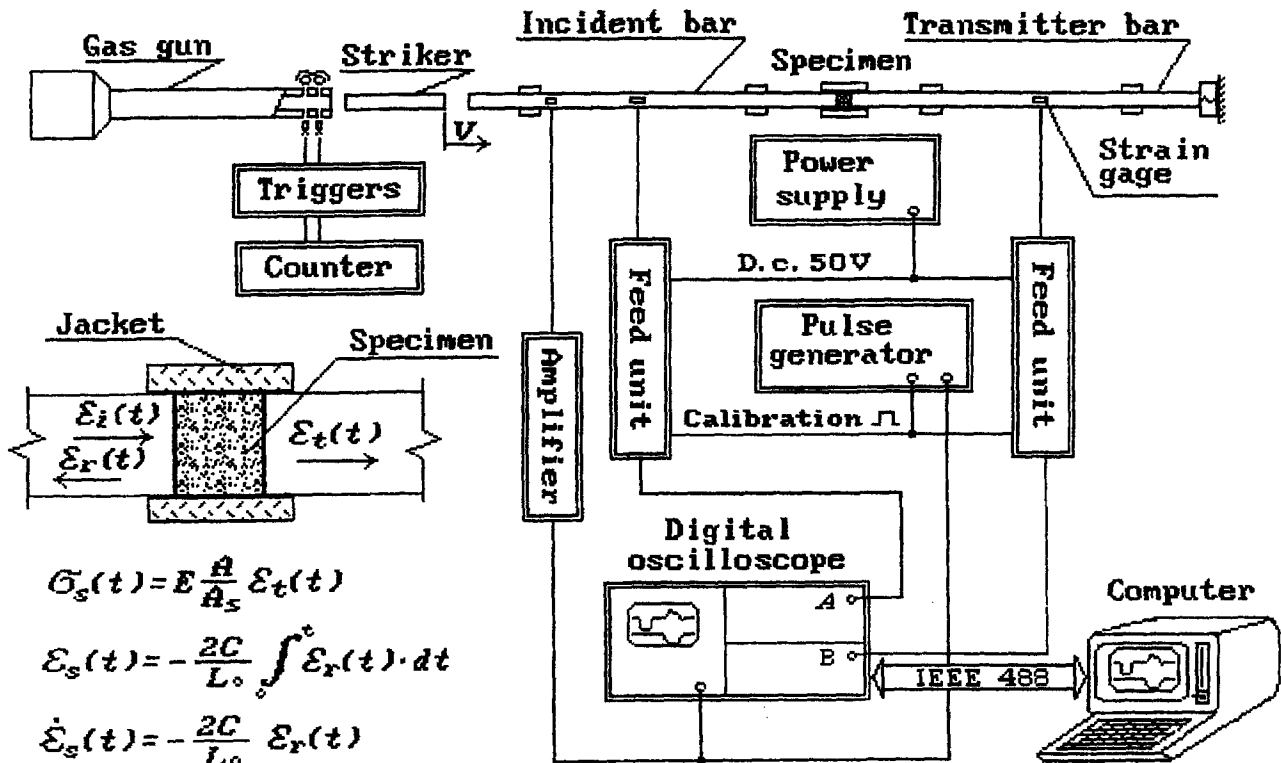 Gas gun
Striker
V
Incident bar
Specimen
Transmitter bar
Strain
gage
Triggers
Counter
Power
supply
D.c. 50V
Feed unit
Feed unit
Pulse
generator
Calibration
Amplifier
Jacket
Specimen
εi(t)
εr(t)
εt(t)
Digital
oscilloscope
A
B
IEEE 488
Computer
σs(t)=E A/As εt(t)
εs(t)=- 2C/L₀ ∫₀ᵗ εr(t)·dt
ε̇s(t)=- 2C/L₀ εr(t)